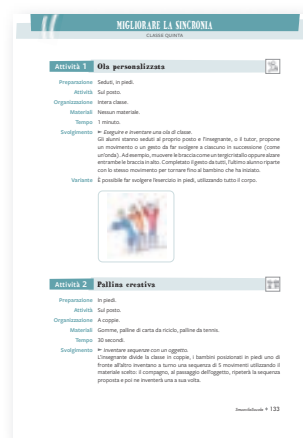 MIGLIORARE LA SINCRONIA
CLASSE QUINTA
Attività 1 Ola personalizzata
Preparazione Seduti, in piedi.
Attività Sul posto.
Organizzazione Intera classe.
Materiali Nessun materiale.
Tempo 1 minuto.
Svolgimento Eseguire e inventare una ola di classe.
Gli alunni stanno seduti al proprio posto e l'insegnante, o il tutor, propone
un movimento o un gesto da far svolgere a ciascuno in successione (come
un'onda). Ad esempio, muovere le braccia come un tergicristallo oppure alzare
entrambe le braccia in alto. Completato il gesto da tutti, l'ultimo alunno riparte
con lo stesso movimento per tornare fino al bambino che ha iniziato.
Variante È possibile far svolgere l'esercizio in piedi, utilizzando tutto il corpo.
Attività 2 Pallina creativa
Preparazione In piedi.
Attività Sul posto.
Organizzazione A coppie.
Materiali Gomme, palline di carta da riciclo, palline da tennis.
Tempo 30 secondi.
Svolgimento Inventare sequenze con un oggetto.
L'insegnante divide la classe in coppie, i bambini posizionati in piedi uno di
fronte all'altro inventano a turno una sequenza di 5 movimenti utilizzando il
materiale scelto: il compagno, al passaggio dell'oggetto, ripeterà la sequenza
proposta e poi ne inventerà una a sua volta.
133